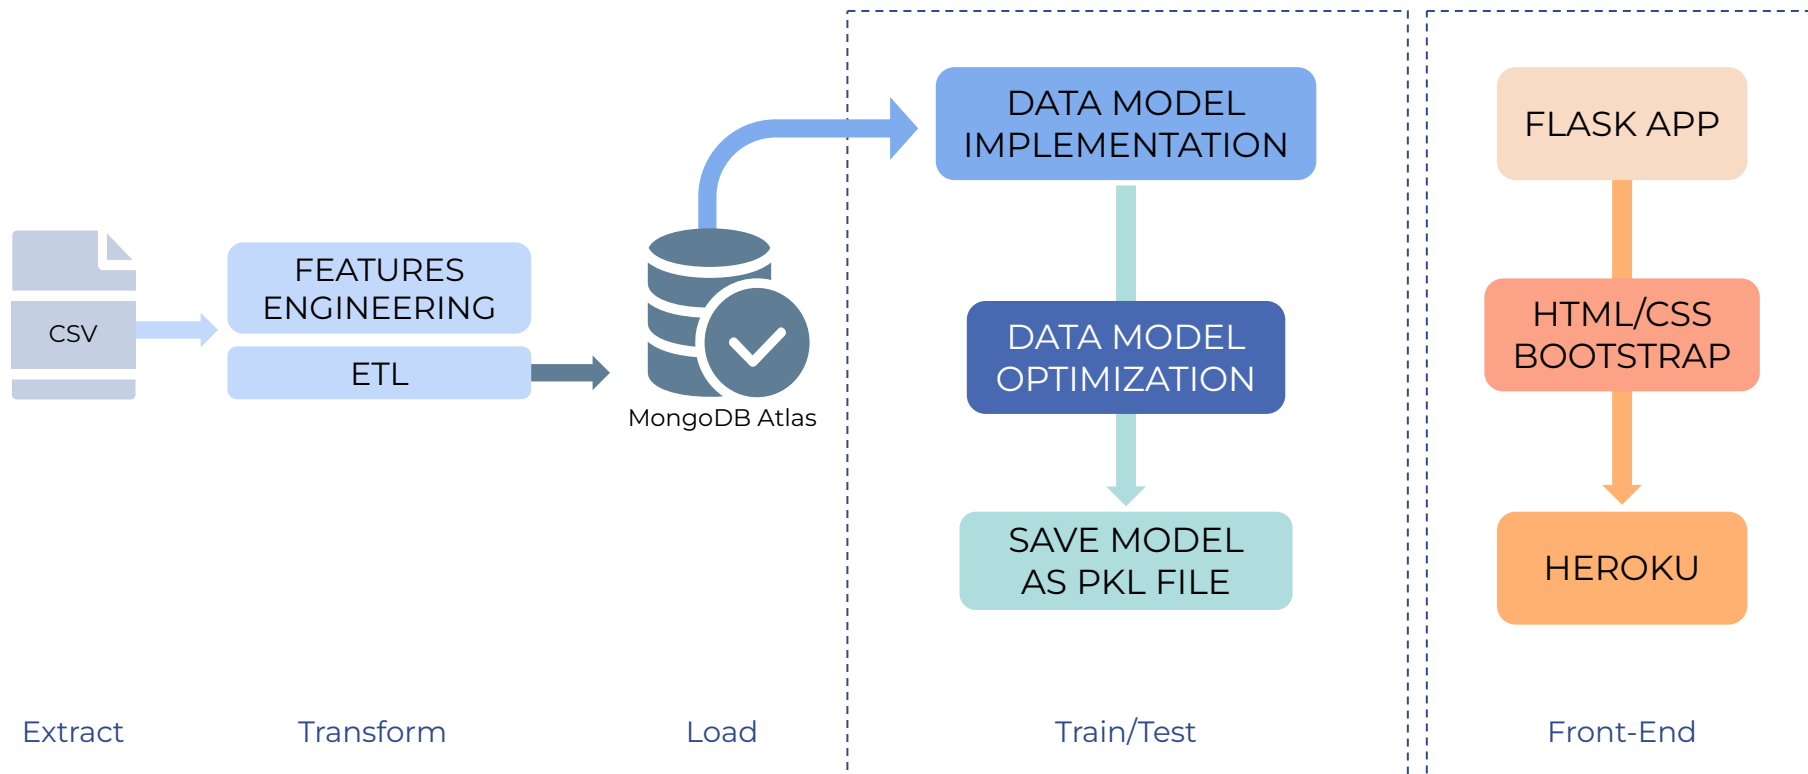 CSV
FEATURES
ENGINEERING
ETL
MongoDB Atlas
DATA MODEL
IMPLEMENTATION
DATA MODEL
OPTIMIZATION
SAVE MODEL
AS PKL FILE
FLASK APP
HTML/CSS
BOOTSTRAP
HEROKU
Extract
Transform
Load
Train/Test
Front-End